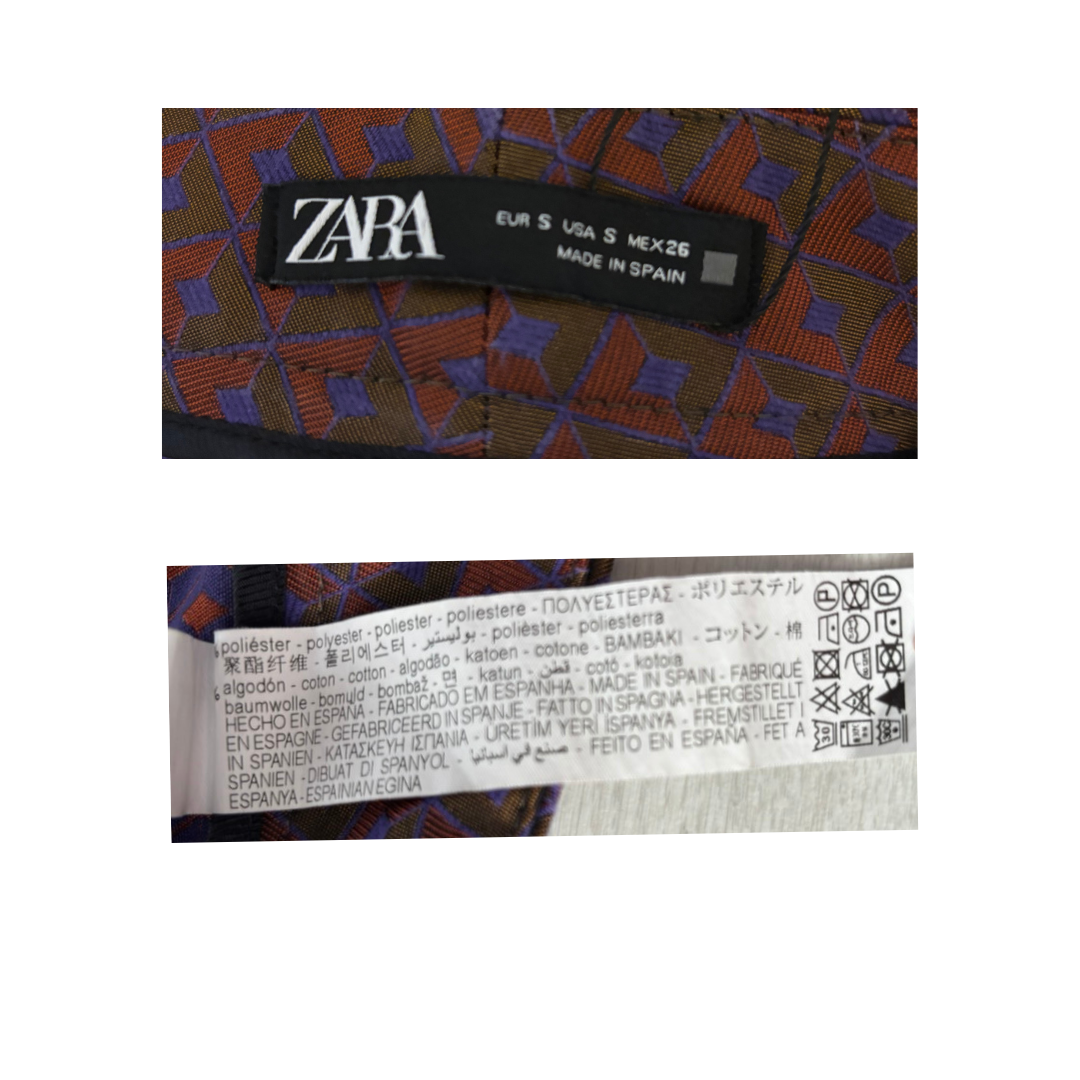 ZARA
EUR S USA S MEX 26
MADE IN SPAIN
poliéster - polyester - poliester - poliestere - ΠΟΛΥΕΣΤΕΡΑΣ - ポリエステル
聚酯纤维 - 폴리에스터 - بوليستير - polièster - poliesterra
algodón - coton - cotton - algodão - katoen - cotone - BAMBAKI - コットン - 棉
baumwolle - bomuld - bombaž - 면 - katun - قطن - cotó - kotoia
HECHO EN ESPAÑA - FABRICADO EM ESPANHA - MADE IN SPAIN - FABRIQUÉ
EN ESPAGNE - GEFABRICEERD IN SPANJE - FATTO IN SPAGNA - HERGESTELLT
IN SPANIEN - ΚΑΤΑΣΚΕΥΗ ΙΣΠΑΝΙΑ - ÜRETİM YERİ İSPANYA - FREMSTILLET I
SPANIEN - DIBUAT DI SPANYOL - صنع في اسبانيا - FEITO EN ESPAÑA - FET A
ESPANYA - ESPAINIAN EGINA
P P
30